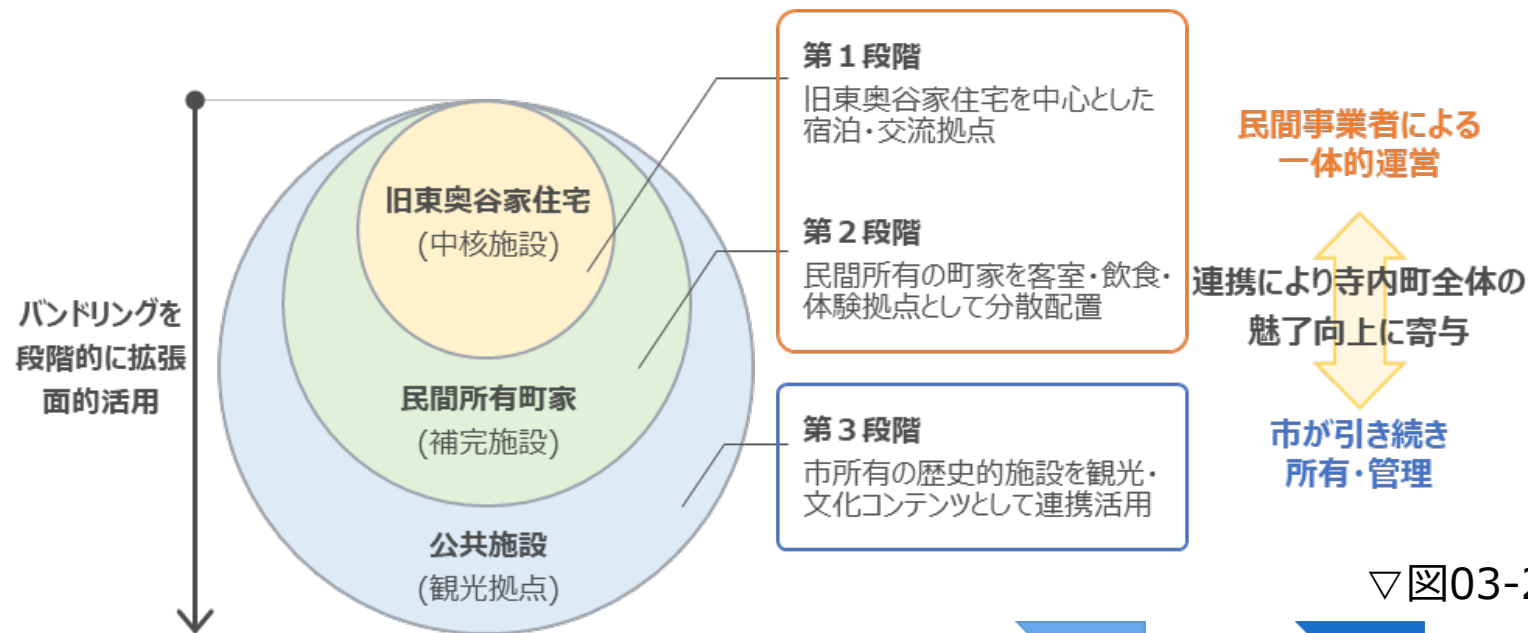 バンドリングを
段階的に拡張
面的活用
旧東奥谷家住宅
(中核施設)
民間所有町家
(補完施設)
公共施設
(観光拠点)
第1段階
旧東奥谷家住宅を中心とした
宿泊・交流拠点
第2段階
民間所有の町家を客室・飲食・
体験拠点として分散配置
第3段階
市所有の歴史的施設を観光・
文化コンテンツとして連携活用
民間事業者による
一体的運営
連携により寺内町全体の
魅了向上に寄与
市が引き続き
所有・管理
▽図03-2